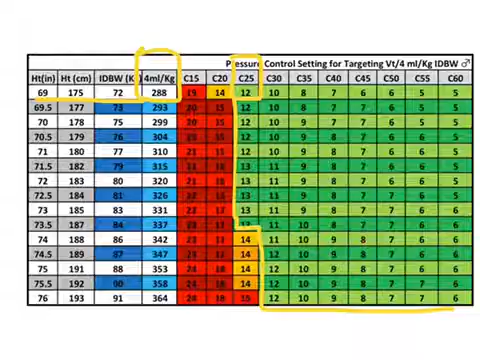 Pressure Control Setting for Targeting Vt/4 ml/Kg IDBW ♂
Ht(in) Ht (cm) IDBW (K 4ml/Kg C15 C20 C25 C30 C35 C40 C45 C50 C55 C60
69 175 72 288 19 14 12 10 8 7 6 6 5 5
69.5 177 73 293 20 15 12 10 8 7 7 6 5 5
70 178 75 299 20 15 12 10 9 7 7 6 5 5
70.5 179 76 304 20 15 12 10 9 8 7 6 6 5
71 180 77 310 21 15 12 10 9 8 7 6 6 5
71.5 182 79 315 21 16 13 11 9 8 7 6 6 5
72 183 80 320 21 16 13 11 9 8 7 6 6 5
72.5 184 81 326 22 16 13 11 9 8 7 7 6 5
73 185 83 331 22 17 13 11 9 8 7 7 6 6
73.5 187 84 337 22 17 13 11 10 8 7 7 6 6
74 188 86 342 23 17 14 11 10 9 8 7 6 6
74.5 189 87 347 23 17 14 12 10 9 8 7 6 6
75 191 88 353 24 18 14 12 10 9 8 7 6 6
75.5 192 90 358 24 18 14 12 10 9 8 7 7 6
76 193 91 364 24 18 15 12 10 9 8 7 7 6